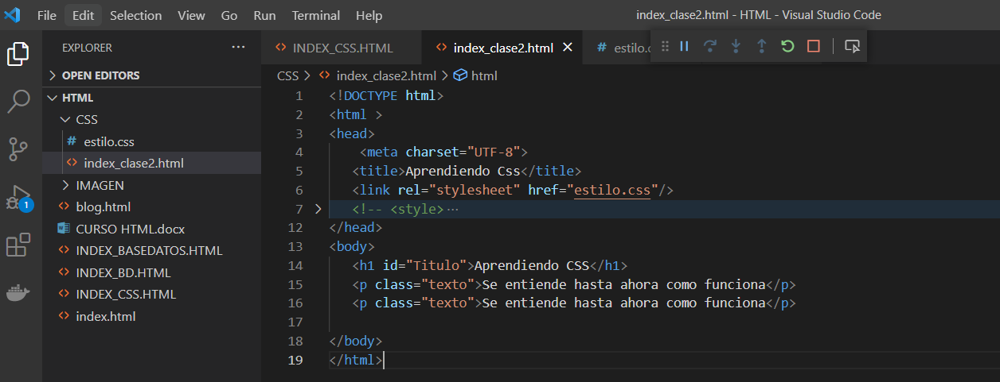 File Edit Selection View Go Run Terminal Help index_clase2.html - HTML - Visual Studio Code
EXPLORER ···
OPEN EDITORS
HTML
CSS
# estilo.css
<> index_clase2.html
IMAGEN
<> blog.html
CURSO HTML.docx
<> INDEX_BASEDATOS.HTML
<> INDEX_BD.HTML
<> INDEX_CSS.HTML
<> index.html
1
<> INDEX_CSS.HTML <> index_clase2.html × # estilo.
CSS > <> index_clase2.html > html
1 <!DOCTYPE html>
2 <html >
3 <head>
4 <meta charset="UTF-8">
5 <title>Aprendiendo Css</title>
6 <link rel="stylesheet" href="estilo.css"/>
7 > <!-- <style>···
12 </head>
13 <body>
14 <h1 id="Titulo">Aprendiendo CSS</h1>
15 <p class="texto">Se entiende hasta ahora como funciona</p>
16 <p class="texto">Se entiende hasta ahora como funciona</p>
17
18 </body>
19 </html>